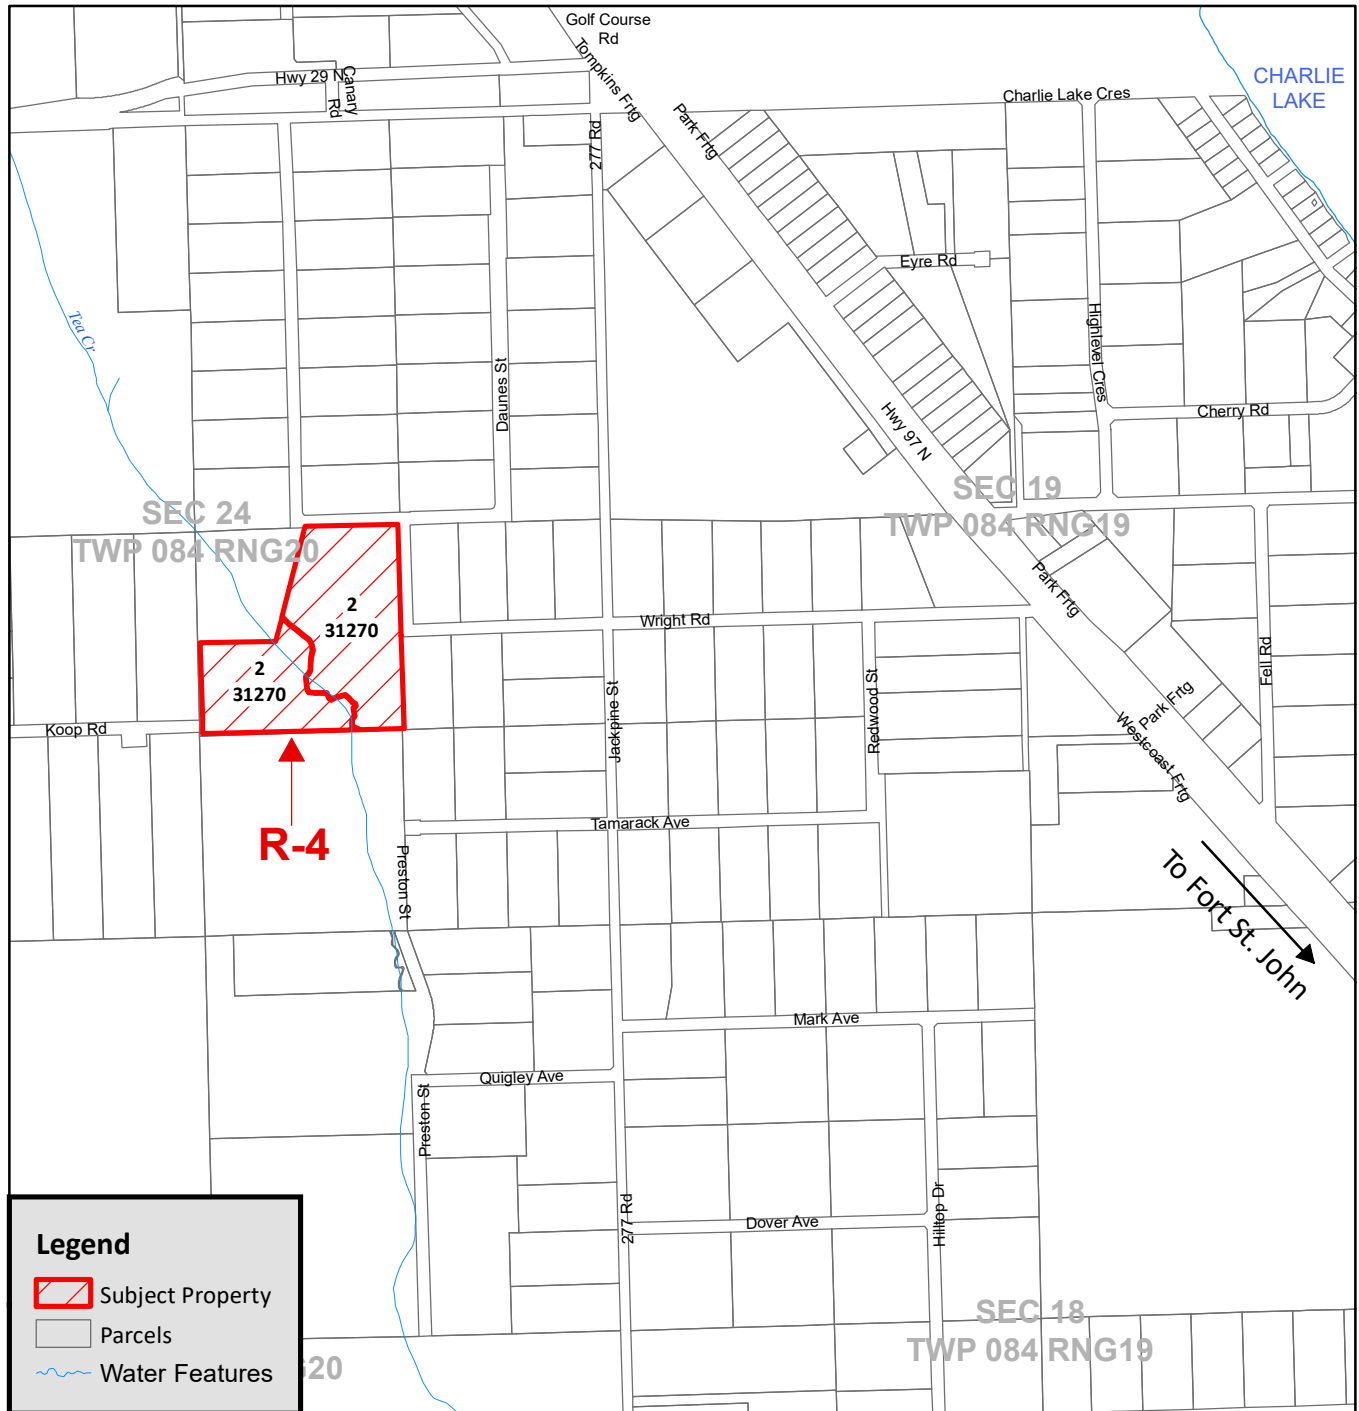 Golf Course
Rd
Tompkins Frtg
Hwy 29 N
Canary
Rd
CHARLIE
LAKE
Charlie Lake Cres
Park Frtg
277 Rd
Eyre Rd
Tea Cr
Highlevel Cres
Daunes St
Cherry Rd
Hwy 97 N
SEC 24
TWP 084 RNG20
SEC 19
TWP 084 RNG19
Park Frtg
2
31270
Wright Rd
Fell Rd
2
31270
Redwood St
Jackpine St
Park Frtg
Koop Rd
Westcoast Frtg
R-4
Tamarack Ave
Preston St
To Fort St. John
Mark Ave
Quigley Ave
Preston St
277 Rd
Dover Ave
Hilltop Dr
SEC 18
TWP 084 RNG19
G20
Legend
Subject Property
Parcels
Water Features